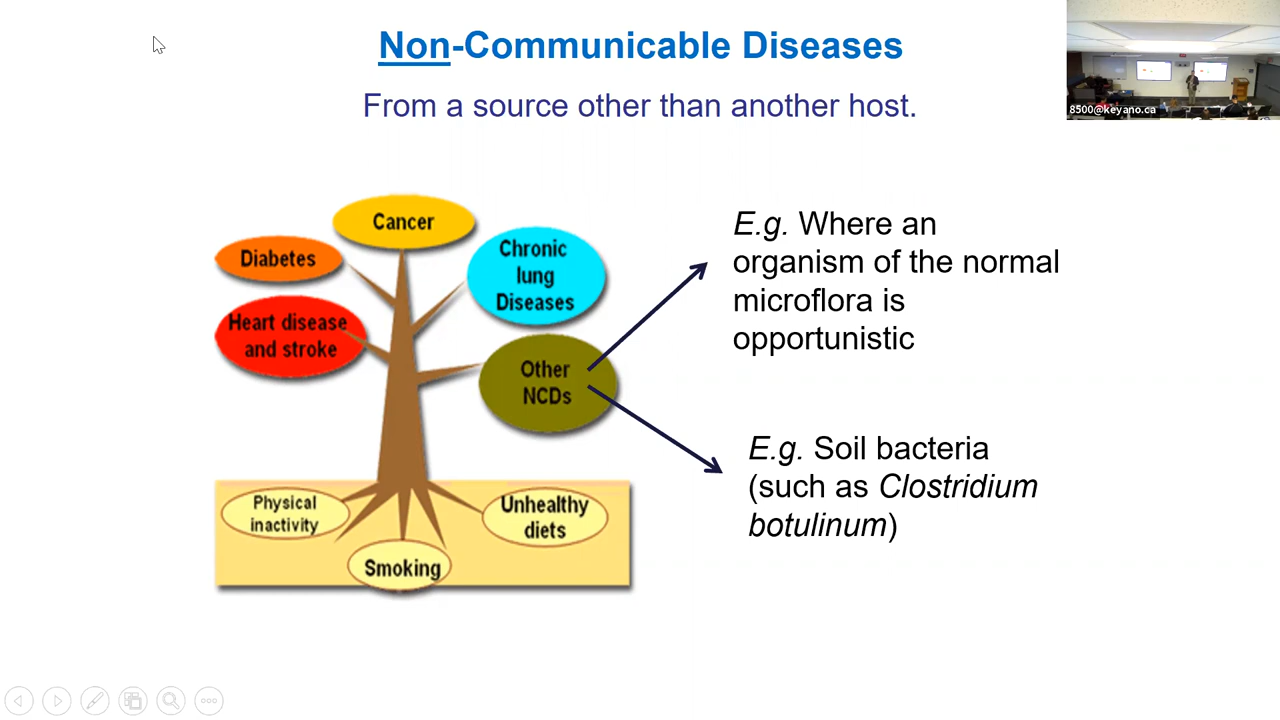 Non-Communicable Diseases
8500@keyano.ca
From a source other than another host.
Cancer
Diabetes
Chronic
lung
Diseases
Heart disease
and stroke
Other
NCDs
E.g. Where an
organism of the normal
microflora is
opportunistic
E.g. Soil bacteria
(such as Clostridium
botulinum)
Physical
inactivity
Unhealthy
diets
Smoking